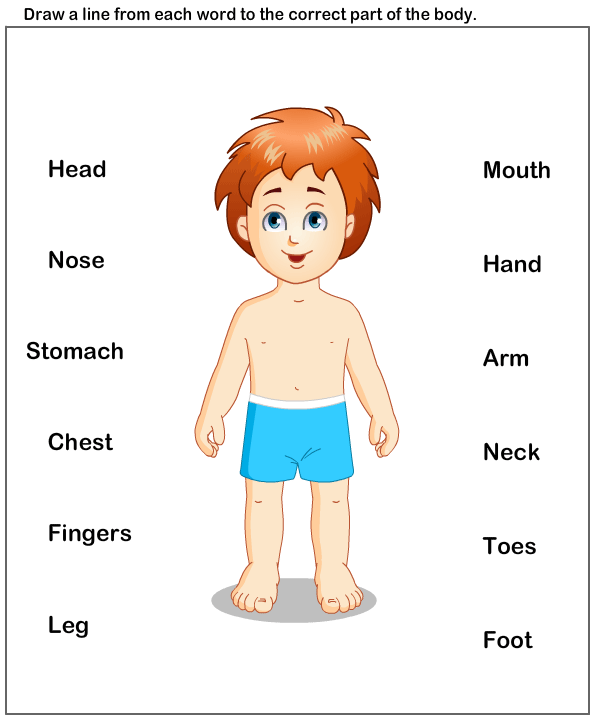 Draw a line from each word to the correct part of the body.
Head
Mouth
Nose
Hand
Stomach
Arm
Chest
Neck
Fingers
Toes
Leg
Foot